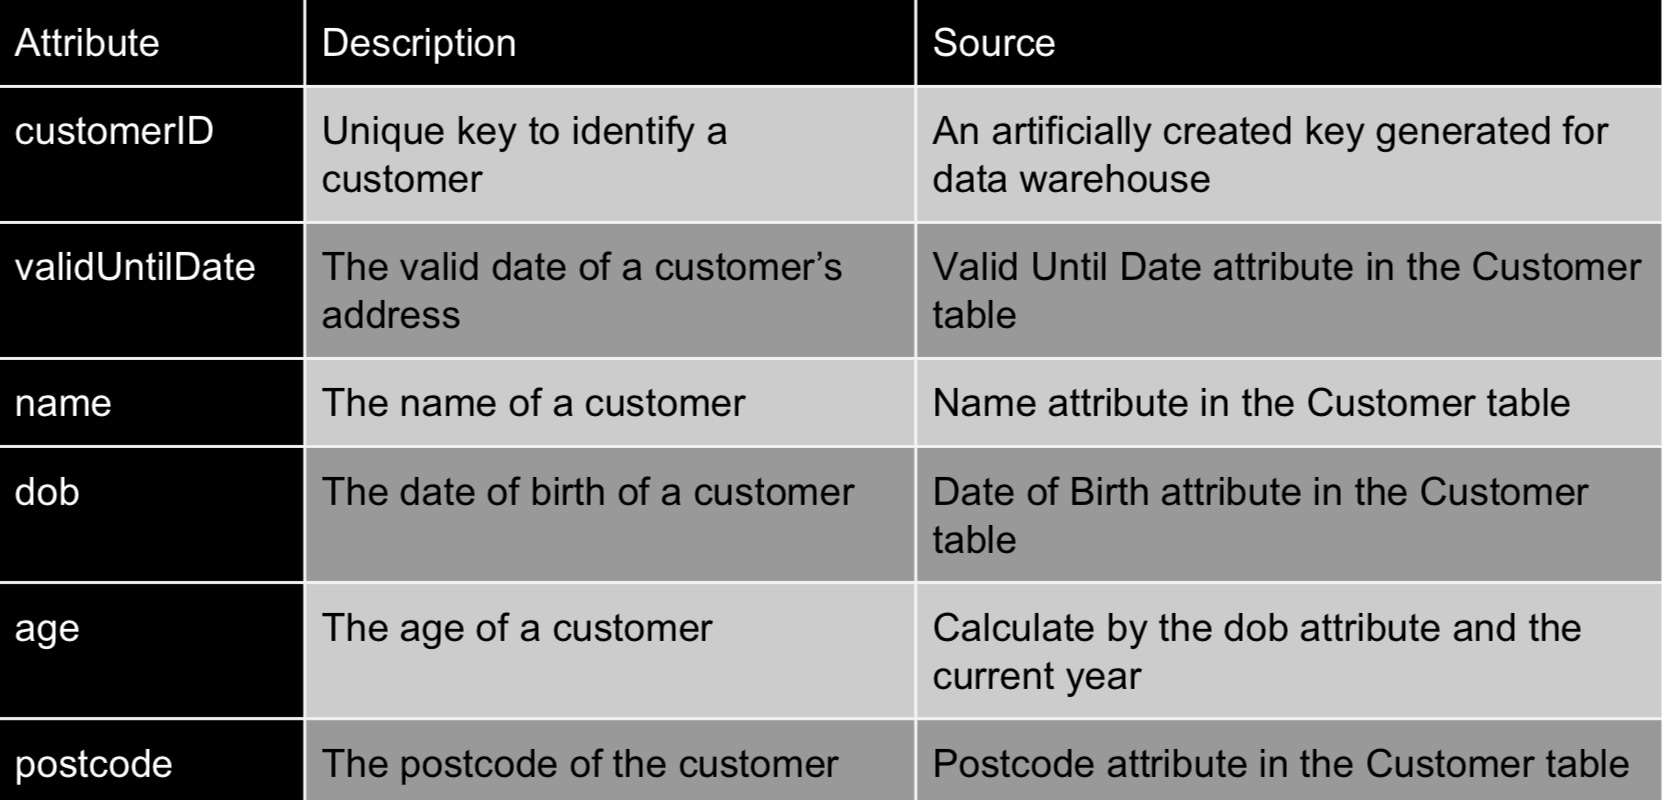 Attribute Description Source
customerID Unique key to identify a An artificially created key generated for
customer data warehouse
validUntilDate The valid date of a customer’s Valid Until Date attribute in the Customer
address table
name The name of a customer Name attribute in the Customer table
dob The date of birth of a customer Date of Birth attribute in the Customer
table
age The age of a customer Calculate by the dob attribute and the
current year
postcode The postcode of the customer Postcode attribute in the Customer table